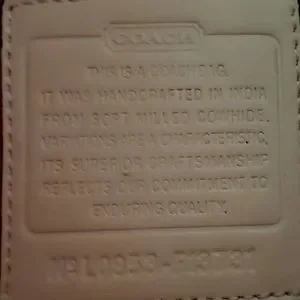 COACH
THIS IS A COACH BAG.
IT WAS HANDCRAFTED IN INDIA
FROM SOFT MILLED COWHIDE.
VARIATIONS ARE A CHARACTERISTIC.
ITS SUPERIOR CRAFTSMANSHIP
REFLECTS OUR COMMITMENT TO
ENDURING QUALITY.